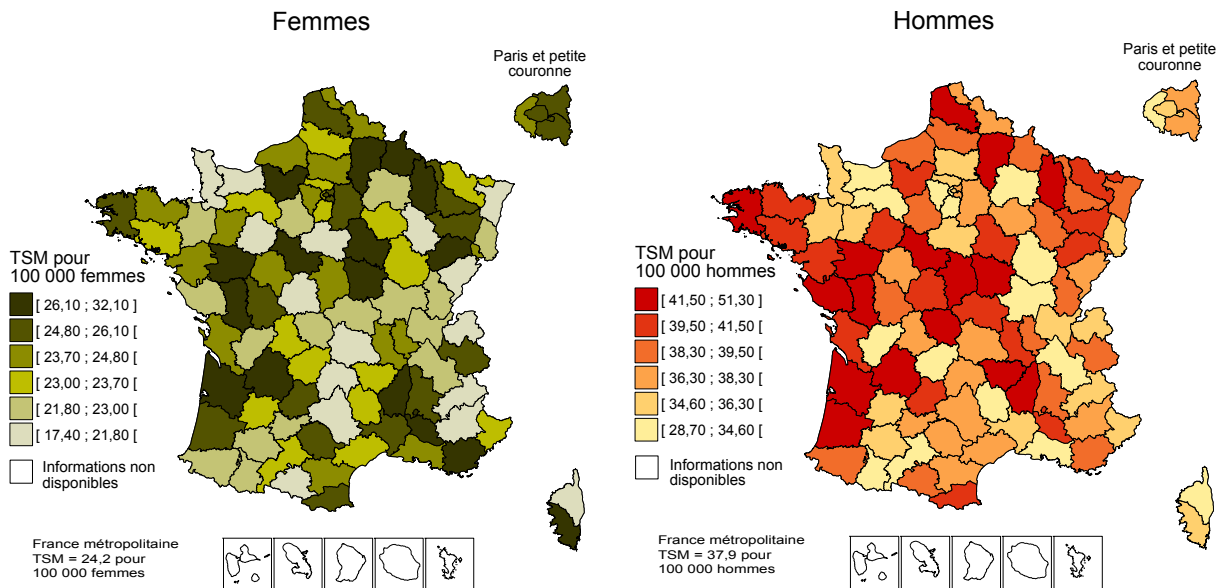 Femmes
Paris et petite
couronne
TSM pour
100 000 femmes
[ 26,10 ; 32,10 [
[ 24,80 ; 26,10 [
[ 23,70 ; 24,80 [
[ 23,00 ; 23,70 [
[ 21,80 ; 23,00 [
[ 17,40 ; 21,80 [
Informations non
disponibles
France métropolitaine
TSM = 24,2 pour
100 000 femmes
Hommes
Paris et petite
couronne
TSM pour
100 000 hommes
[ 41,50 ; 51,30 [
[ 39,50 ; 41,50 [
[ 38,30 ; 39,50 [
[ 36,30 ; 38,30 [
[ 34,60 ; 36,30 [
[ 28,70 ; 34,60 [
Informations non
disponibles
France métropolitaine
TSM = 37,9 pour
100 000 hommes